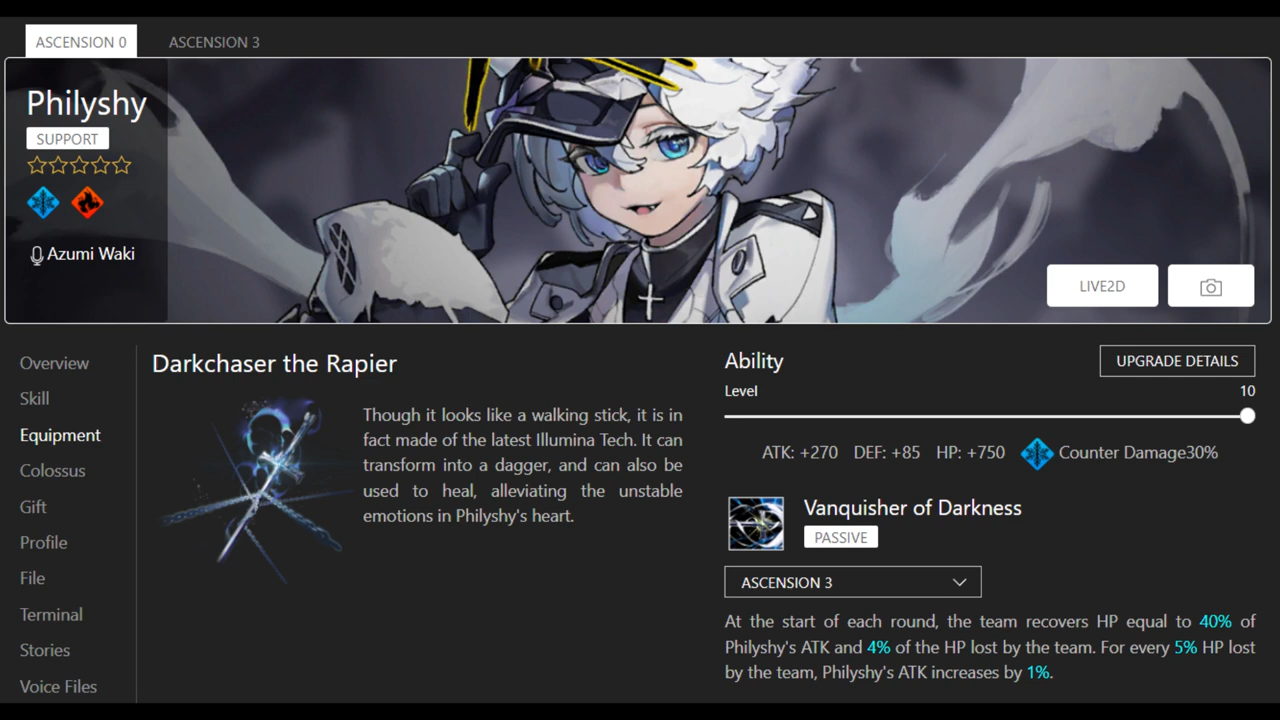 ASCENSION 0
ASCENSION 3
Philyshy
SUPPORT
Azumi Waki
LIVE2D
Overview
Skill
Equipment
Colossus
Gift
Profile
File
Terminal
Stories
Voice Files
Darkchaser the Rapier
Though it looks like a walking stick, it is in
fact made of the latest Illumina Tech. It can
transform into a dagger, and can also be
used to heal, alleviating the unstable
emotions in Philyshy's heart.
Ability
UPGRADE DETAILS
Level
10
ATK: +270 DEF: +85 HP: +750 Counter Damage30%
Vanquisher of Darkness
PASSIVE
ASCENSION 3
At the start of each round, the team recovers HP equal to 40% of
Philyshy's ATK and 4% of the HP lost by the team. For every 5% HP lost
by the team, Philyshy's ATK increases by 1%.